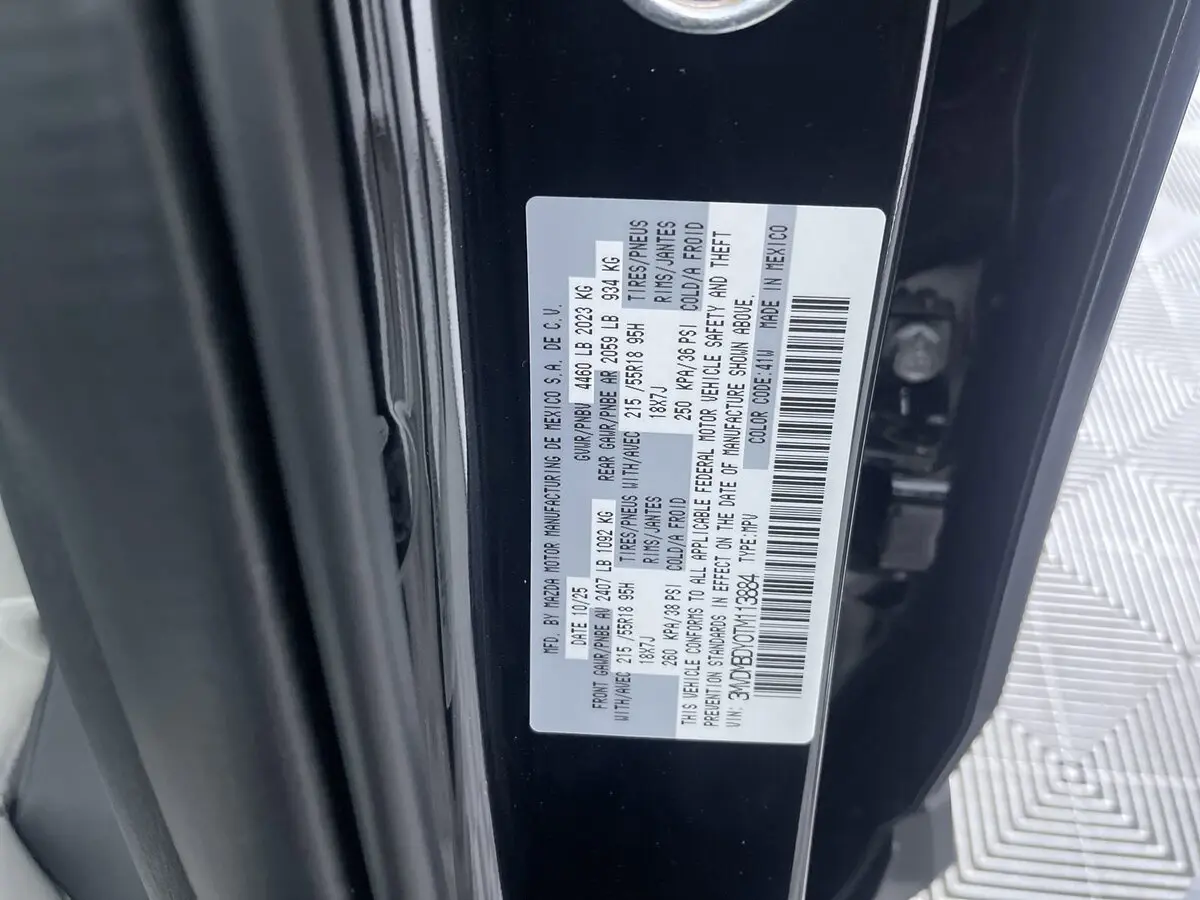 MFD. BY MAZDA MOTOR MANUFACTURING DE MEXICO S.A. DE C.V.
DATE 10/25 GVWR/PNBV 4460 LB 2023 KG
FRONT GAWR/PNBE AV 2407 LB 1092 KG REAR GAWR/PNBE AR 2059 LB 934 KG
WITH/AVEC 215 /55R18 95H TIRES/PNEUS WITH/AVEC 215 /55R18 95H TIRES/PNEUS
18X7J RIMS/JANTES 18X7J RIMS/JANTES
260 KPA/38 PSI COLD/A FROID 250 KPA/36 PSI COLD/A FROID
THIS VEHICLE CONFORMS TO ALL APPLICABLE FEDERAL MOTOR VEHICLE SAFETY AND THEFT
PREVENTION STANDARDS IN EFFECT ON THE DATE OF MANUFACTURE SHOWN ABOVE.
VIN: 3MVDMBDY0TM113884 TYPE:MPV COLOR CODE:41W MADE IN MEXICO